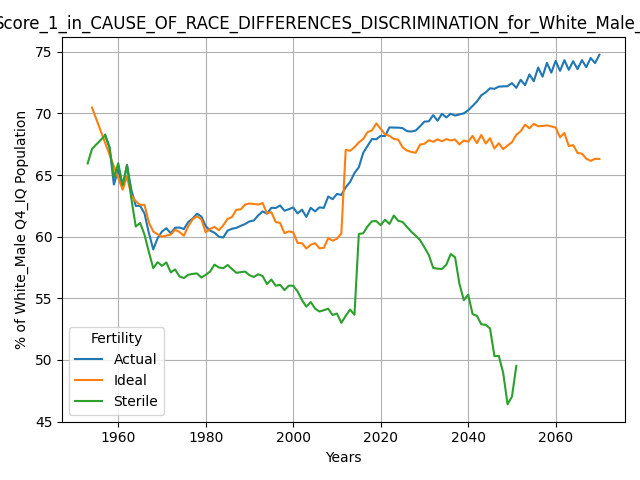 Score_1_in_CAUSE_OF_RACE_DIFFERENCES_DISCRIMINATION_for_White_Male_
75
70
65
60
55
50
45
% of White_Male Q4_IQ Population
Fertility
Actual
Ideal
Sterile
1960 1980 2000 2020 2040 2060
Years